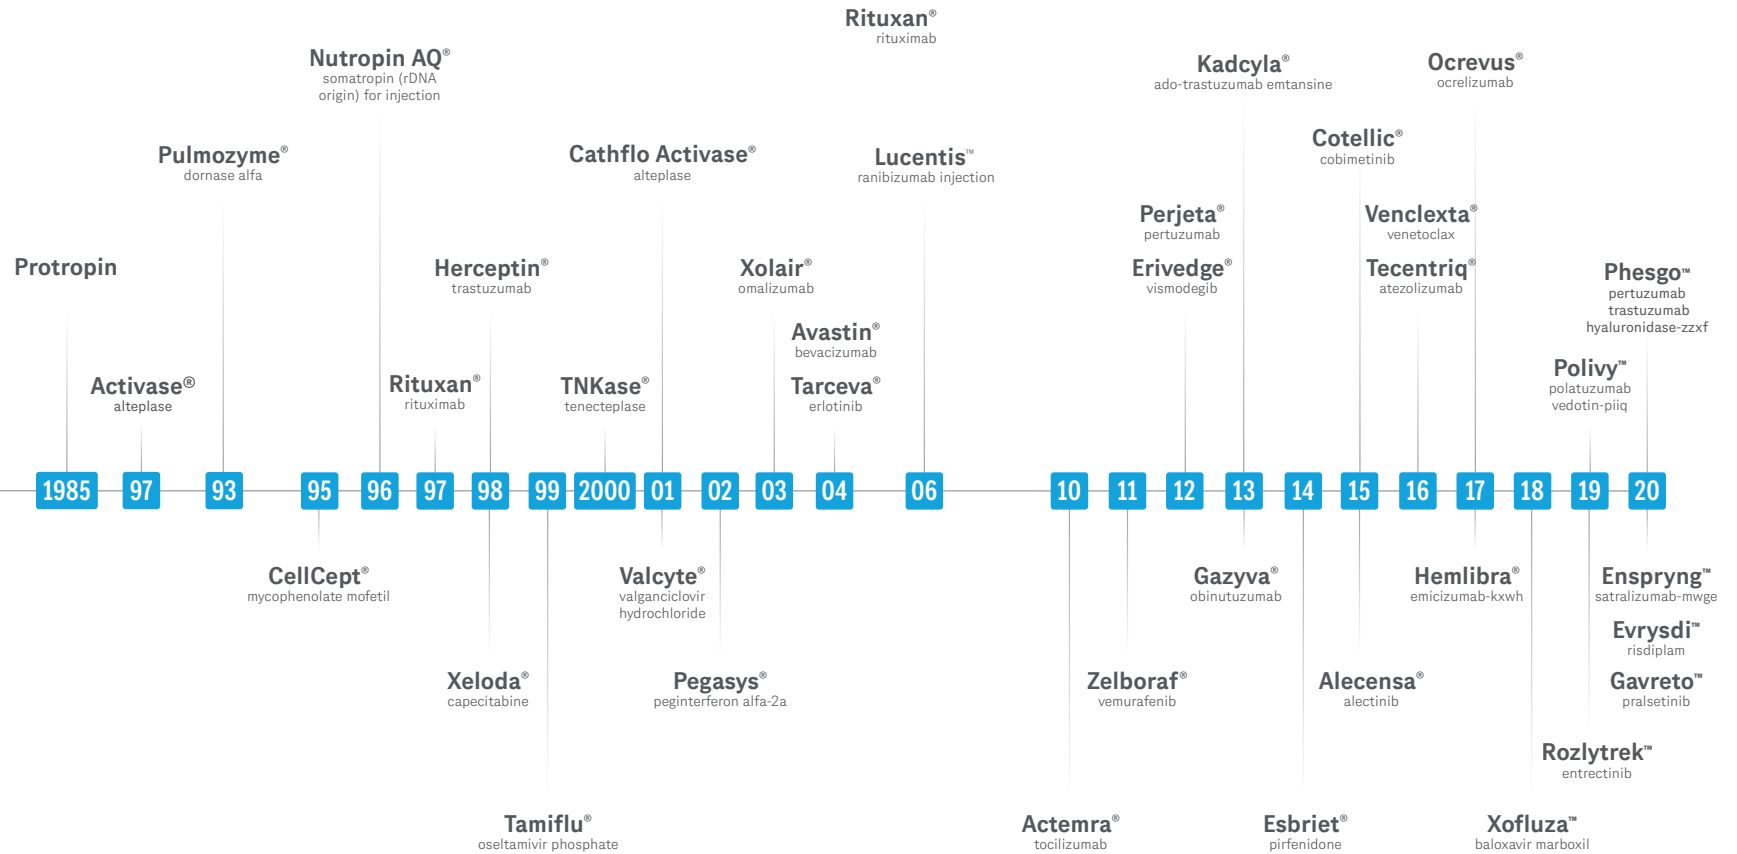 Rituxan®
rituximab
Nutropin AQ®
somatropin (rDNA
origin) for injection
Kadcyla®
ado-trastuzumab emtansine
Ocrevus®
ocrelizumab
Pulmozyme®
dornase alfa
Cathflo Activase®
alteplase
Lucentis™
ranibizumab injection
Cotellic®
cobimetinib
Perjeta®
pertuzumab
Venclexta®
venetoclax
Protropin
Herceptin®
trastuzumab
Xolair®
omalizumab
Erivedge®
vismodegib
Tecentriq®
atezolizumab
Phesgo™
pertuzumab
trastuzumab
hyaluronidase-zzxf
Avastin®
bevacizumab
Activase®
alteplase
Rituxan®
rituximab
TNKase®
tenecteplase
Tarceva®
erlotinib
Polivy™
polatuzumab
vedotin-piiq
1985 97 93 95 96 97 98 99 2000 01 02 03 04 06 10 11 12 13 14 15 16 17 18 19 20
CellCept®
mycophenolate mofetil
Valcyte®
valganciclovir
hydrochloride
Gazyva®
obinutuzumab
Hemlibra®
emicizumab-kxwh
Enspryng™
satralizumab-mwge
Evrysdi™
risdiplam
Xeloda®
capecitabine
Pegasys®
peginterferon alfa-2a
Zelboraf®
vemurafenib
Alecensa®
alectinib
Gavreto™
pralsetinib
Rozlytrek™
entrectinib
Tamiflu®
oseltamivir phosphate
Actemra®
tocilizumab
Esbriet®
pirfenidone
Xofluza™
baloxavir marboxil